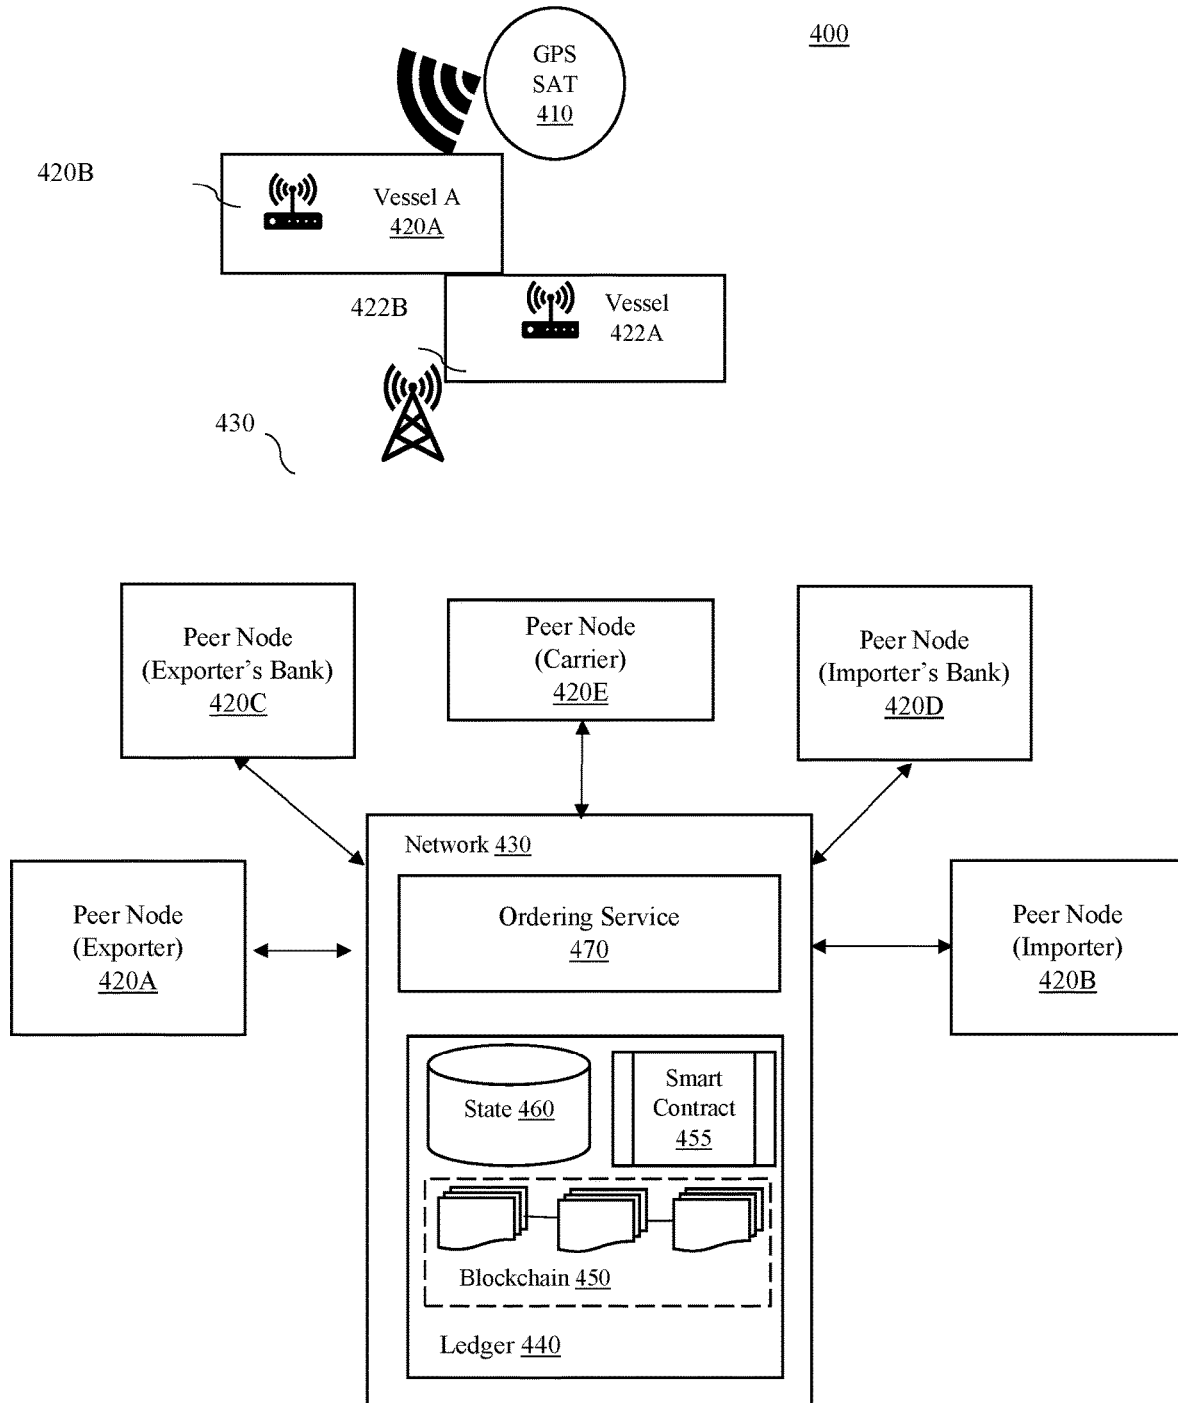 400
GPS
SAT
410
420B
Vessel A
420A
422B
Vessel
422A
430
Peer Node
(Exporter's Bank)
420C
Peer Node
(Carrier)
420E
Peer Node
(Importer's Bank)
420D
Network 430
Peer Node
(Exporter)
420A
Ordering Service
470
Peer Node
(Importer)
420B
State 460
Smart
Contract
455
Blockchain 450
Ledger 440